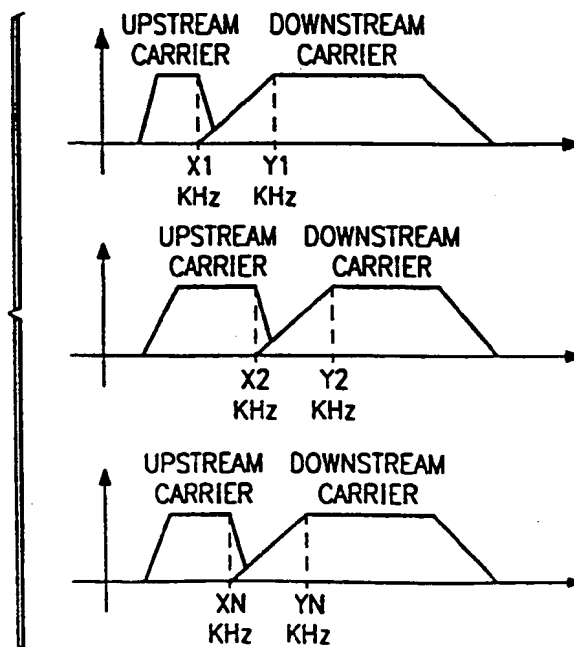 UPSTREAM DOWNSTREAM
CARRIER CARRIER
X1 Y1
KHz KHz
UPSTREAM DOWNSTREAM
CARRIER CARRIER
X2 Y2
KHz KHz
UPSTREAM DOWNSTREAM
CARRIER CARRIER
XN YN
KHz KHz